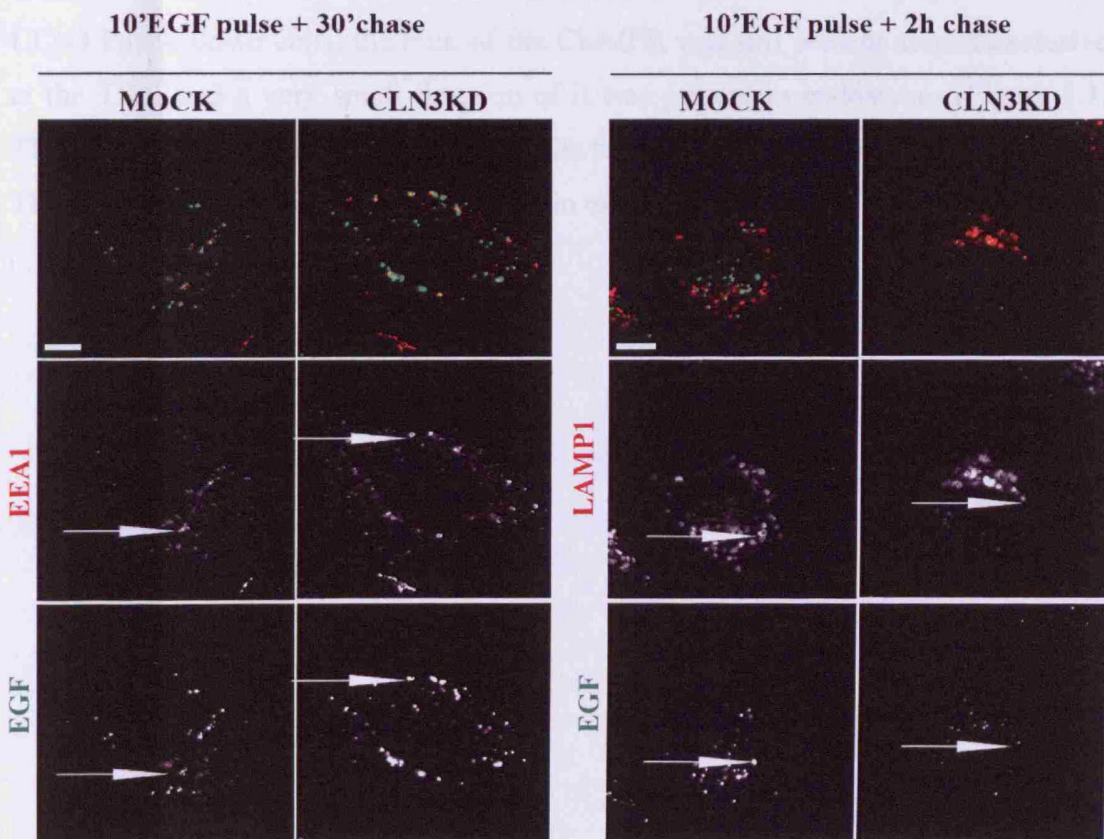 10’EGF pulse + 30’chase
10’EGF pulse + 2h chase
MOCK
CLN3KD
MOCK
CLN3KD
EEA1
LAMP1
EGF
EGF